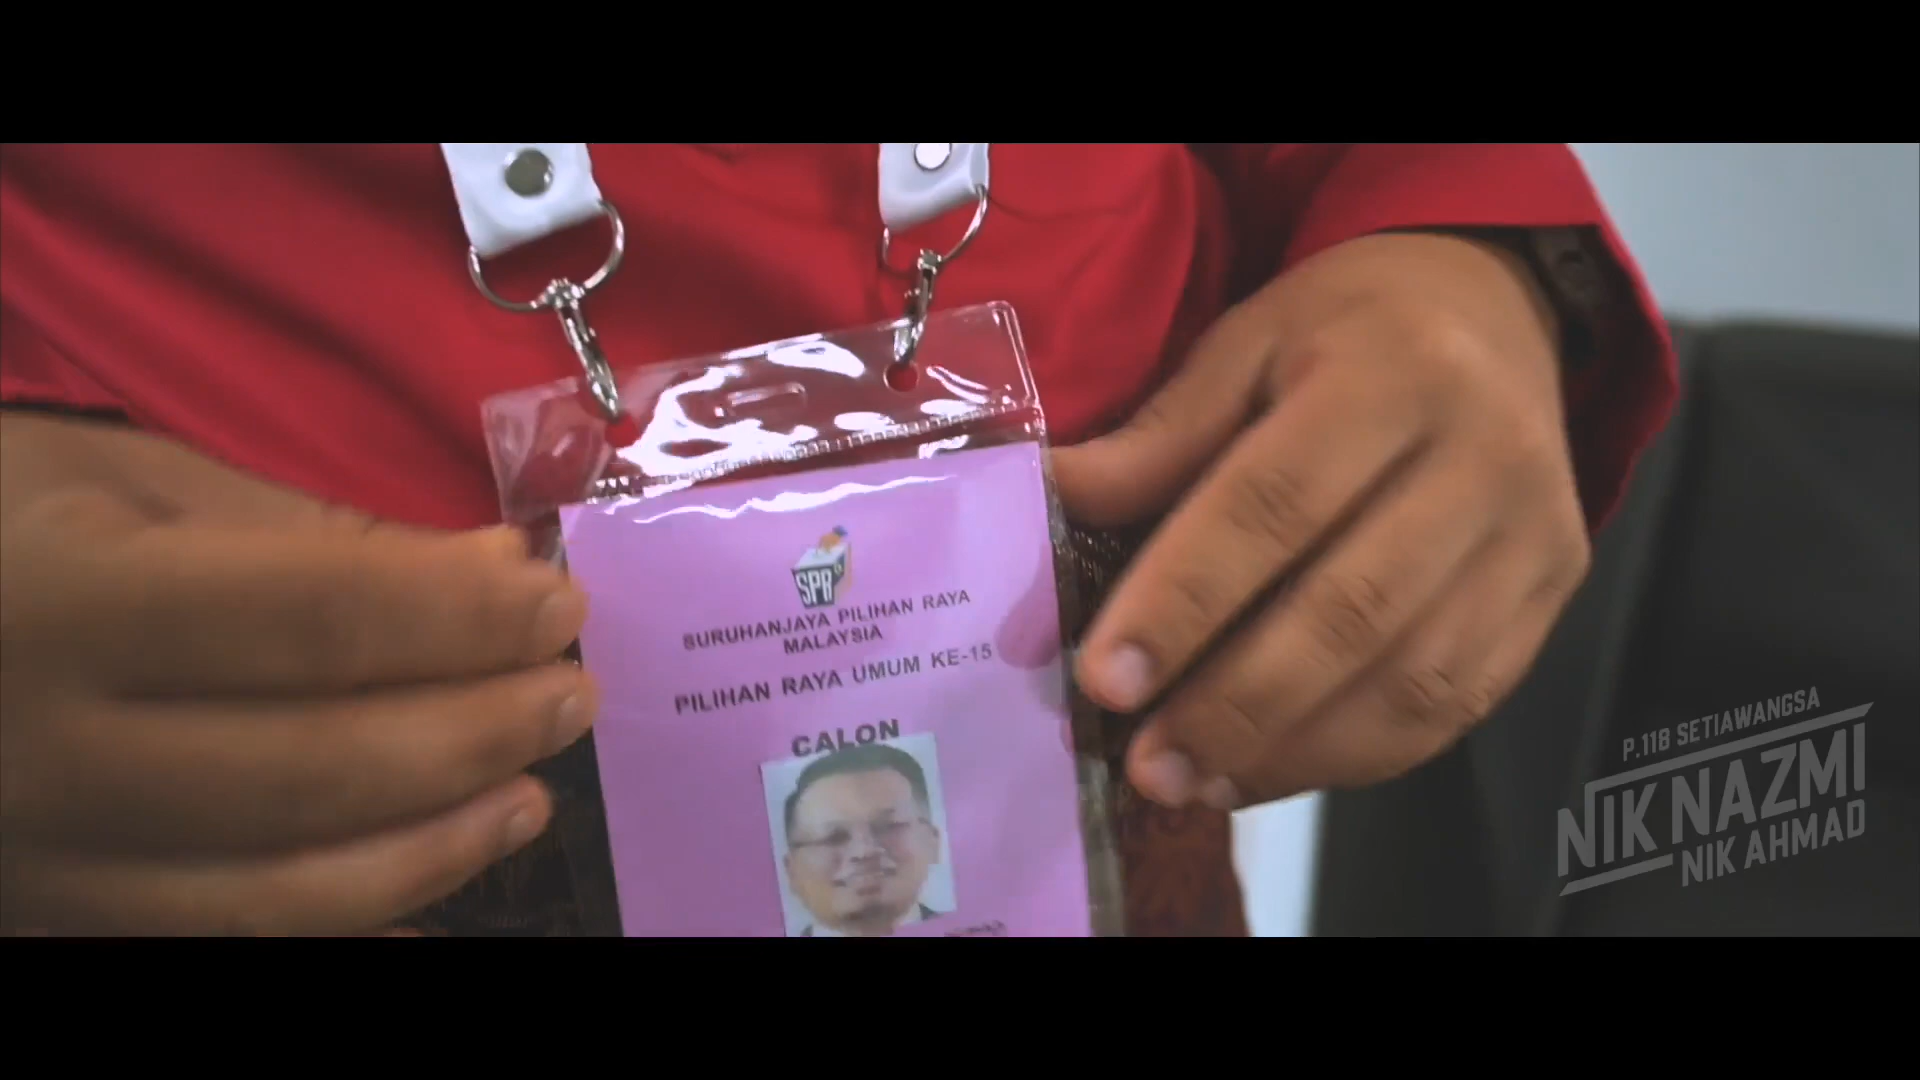 SPR
SURUHANJAYA PILIHAN RAYA
MALAYSIA
PILIHAN RAYA UMUM KE-15
CALON
P.118 SETIAWANGSA
NIK NAZMI
NIK AHMAD